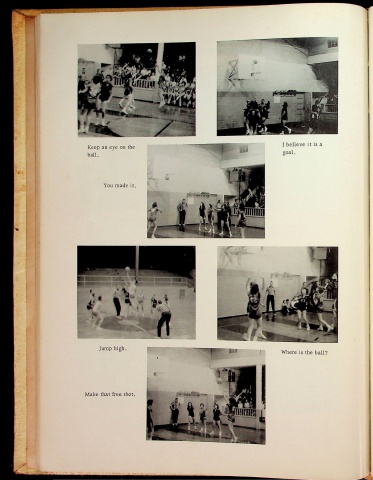 Keep an eye on the
ball.
I believe it is a
goal.
You made it.
Jump high.
Where is the ball?
Make that free shot.